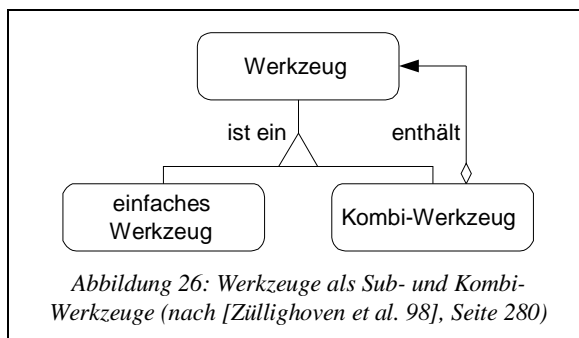 Werkzeug
ist ein
enthält
einfaches
Werkzeug
Kombi-Werkzeug
Abbildung 26: Werkzeuge als Sub- und Kombi-
Werkzeuge (nach [Züllighoven et al. 98], Seite 280)